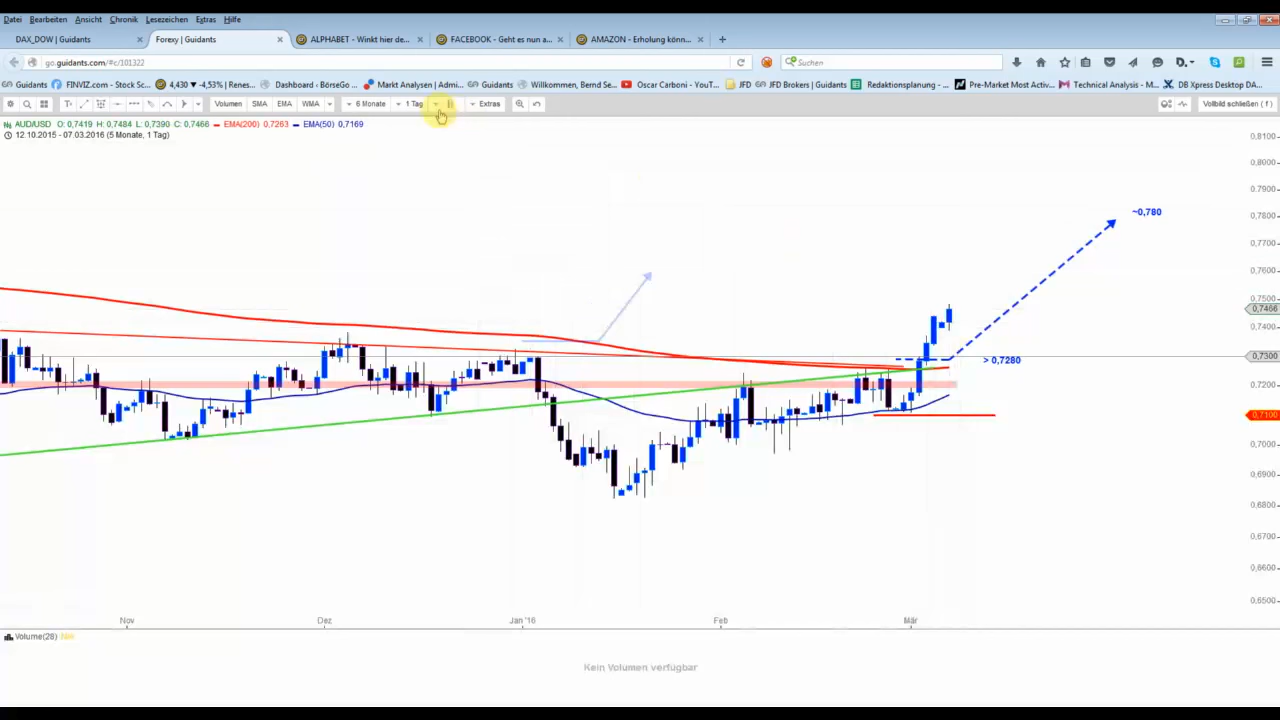 Datei Bearbeiten Ansicht Chronik Lesezeichen Extras Hilfe
DAX_DOW | Guidants × Forexy | Guidants × ALPHABET - Winkt hier de... × FACEBOOK - Geht es nun a... × AMAZON - Erholung könn... × +
go.guidants.com/#c/101322 Suchen
Guidants FINVIZ.com - Stock Sc... 4,430 -4,53% | Renes... Dashboard ‹ BörseGo... Markt Analysen | Admi... Guidants Willkommen, Bernd Se... Oscar Carboni - YouT... JFD JFD Brokers | Guidants Redaktionsplanung - ... Pre-Market Most Activ... Technical Analysis - M... DB Xpress Desktop DA...
Volumen SMA EMA WMA 6 Monate 1 Tag Extras Vollbild schließen ( f )
AUD/USD O: 0,7419 H: 0,7484 L: 0,7390 C: 0,7466 EMA(200) 0,7263 EMA(50) 0,7169
12.10.2015 - 07.03.2016 (5 Monate, 1 Tag)
0,8100
0,8000
0,7900
~0,780
0,7800
0,7700
0,7600
0,7500
0,7466
0,7400
0,7300
> 0,7280
0,7200
0,7100
0,7000
0,6900
0,6800
0,6700
0,6600
0,6500
Nov Dez Jan '16 Feb Mär
Volume(28)
Kein Volumen verfügbar